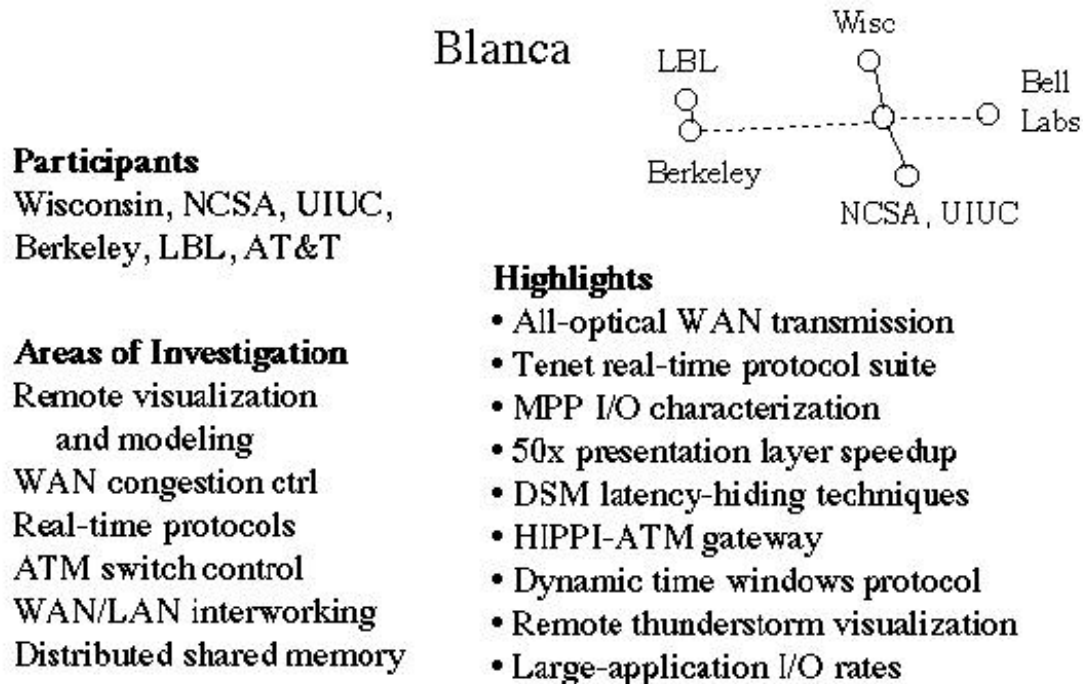 Blanca
Wisc
LBL
Bell
Labs
Berkeley
NCSA, UIUC
Participants
Wisconsin, NCSA, UIUC,
Berkeley, LBL, AT&T
Areas of Investigation
Remote visualization
and modeling
WAN congestion ctrl
Real-time protocols
ATM switch control
WAN/LAN interworking
Distributed shared memory
Highlights
• All-optical WAN transmission
• Tenet real-time protocol suite
• MPP I/O characterization
• 50x presentation layer speedup
• DSM latency-hiding techniques
• HIPPI-ATM gateway
• Dynamic time windows protocol
• Remote thunderstorm visualization
• Large-application I/O rates